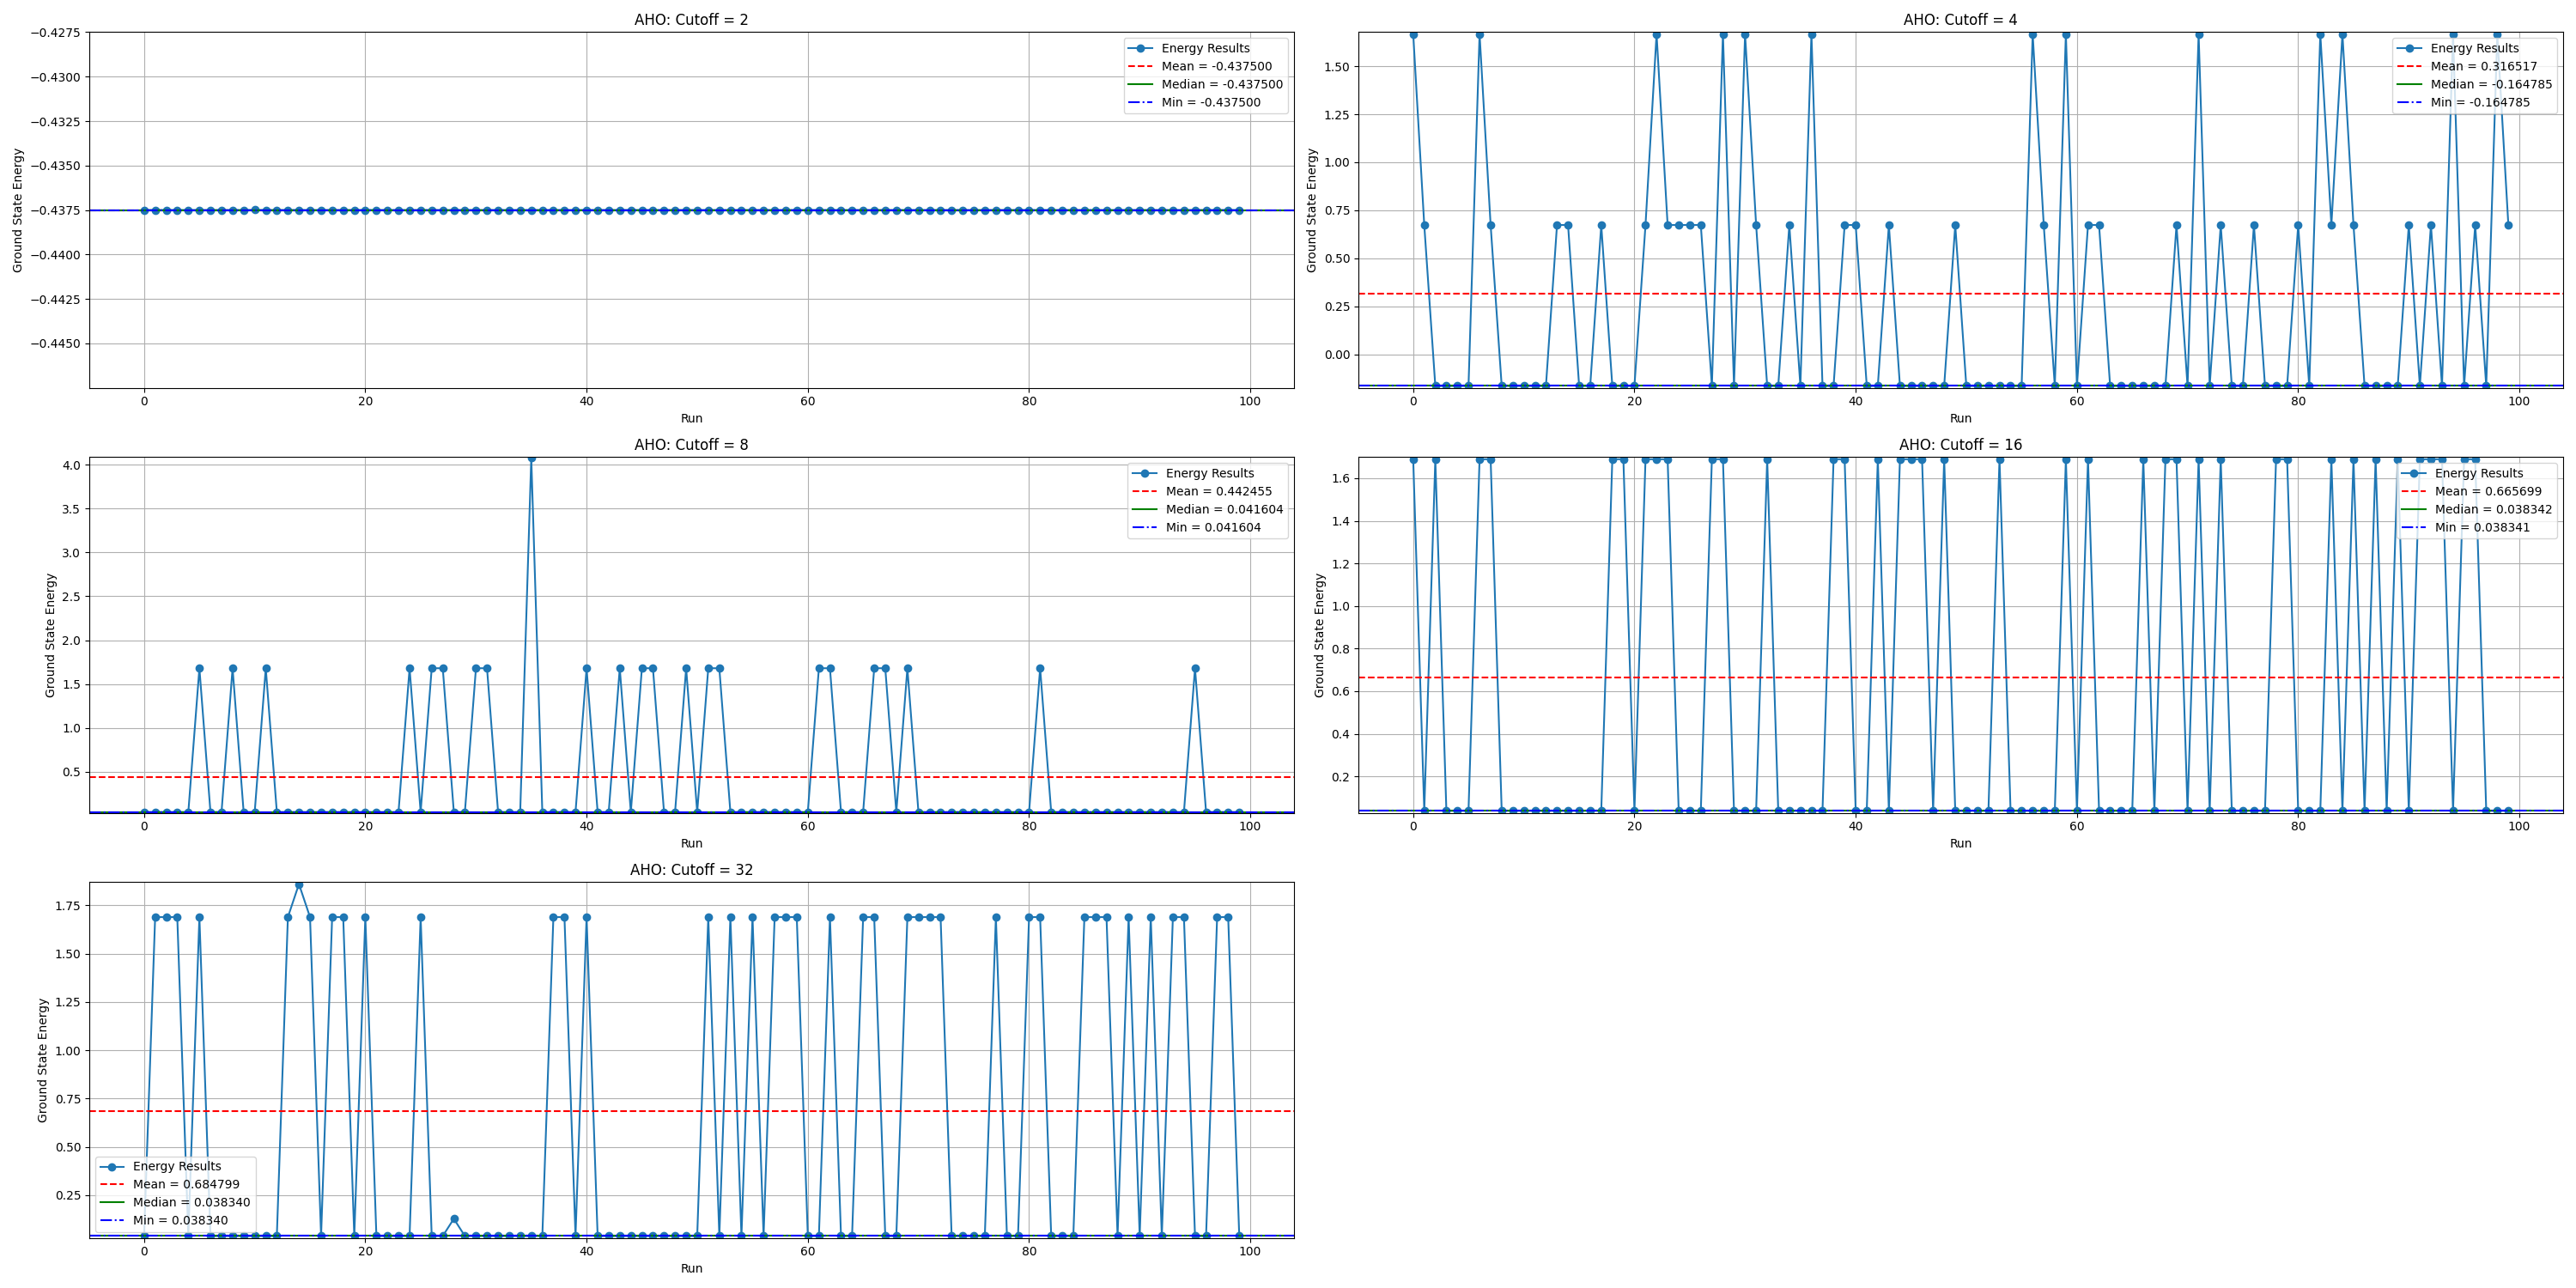 AHO: Cutoff = 2
Ground State Energy
−0.4275
−0.4300
−0.4325
−0.4350
−0.4375
−0.4400
−0.4425
−0.4450
Energy Results
Mean = -0.437500
Median = -0.437500
Min = -0.437500
0 20 40 60 80 100
Run
AHO: Cutoff = 4
Ground State Energy
1.50
1.25
1.00
0.75
0.50
0.25
0.00
Energy Results
Mean = 0.316517
Median = -0.164785
Min = -0.164785
0 20 40 60 80 100
Run
AHO: Cutoff = 8
Ground State Energy
4.0
3.5
3.0
2.5
2.0
1.5
1.0
0.5
Energy Results
Mean = 0.442455
Median = 0.041604
Min = 0.041604
0 20 40 60 80 100
Run
AHO: Cutoff = 16
Ground State Energy
1.6
1.4
1.2
1.0
0.8
0.6
0.4
0.2
Energy Results
Mean = 0.665699
Median = 0.038342
Min = 0.038341
0 20 40 60 80 100
Run
AHO: Cutoff = 32
Ground State Energy
1.75
1.50
1.25
1.00
0.75
0.50
0.25
Energy Results
Mean = 0.684799
Median = 0.038340
Min = 0.038340
0 20 40 60 80 100
Run